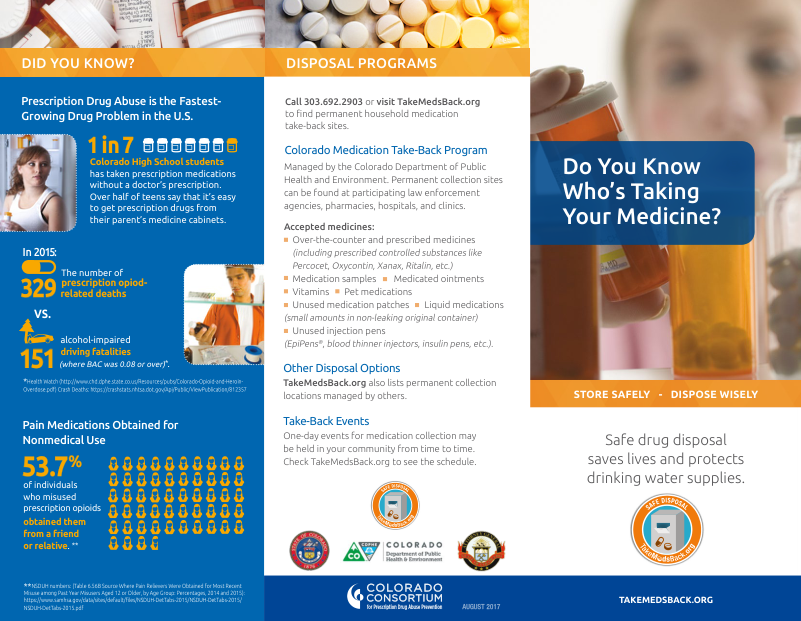 DID YOU KNOW?
Prescription Drug Abuse is the Fastest-
Growing Drug Problem in the U.S.
1 in 7
Colorado High School students
has taken prescription medications
without a doctor's prescription.
Over half of teens say that it's easy
to get prescription drugs from
their parent's medicine cabinets.
In 2015:
329
The number of
prescription opiod-
related deaths
VS.
151
alcohol-impaired
driving fatalities
(where BAC was 0.08 or over)*.
*Health Watch (http://www.chd.dphe.state.co.us/Resources/pubs/Colorado-Opioid-and-Heroin-
Overdose.pdf) Crash Deaths: https://crashstats.nhtsa.dot.gov/Api/Public/ViewPublication/812357
Pain Medications Obtained for
Nonmedical Use
53.7%
of individuals
who misused
prescription opioids
obtained them
from a friend
or relative. **
**NSDUH numbers: (Table 6.56B Source Where Pain Relievers Were Obtained for Most Recent
Misuse among Past Year Misusers Aged 12 or Older, by Age Group: Percentages, 2014 and 2015):
https://www.samhsa.gov/data/sites/default/files/NSDUH-DetTabs-2015/NSDUH-DetTabs-2015/
NSDUH-DetTabs-2015.pdf
DISPOSAL PROGRAMS
Call 303.692.2903 or visit TakeMedsBack.org
to find permanent household medication
take-back sites.
Colorado Medication Take-Back Program
Managed by the Colorado Department of Public
Health and Environment. Permanent collection sites
can be found at participating law enforcement
agencies, pharmacies, hospitals, and clinics.
Accepted medicines:
Over-the-counter and prescribed medicines
(including prescribed controlled substances like
Percocet, Oxycontin, Xanax, Ritalin, etc.)
Medication samples Medicated ointments
Vitamins Pet medications
Unused medication patches Liquid medications
(small amounts in non-leaking original container)
Unused injection pens
(EpiPens®, blood thinner injectors, insulin pens, etc.).
Other Disposal Options
TakeMedsBack.org also lists permanent collection
locations managed by others.
Take-Back Events
One-day events for medication collection may
be held in your community from time to time.
Check TakeMedsBack.org to see the schedule.
SAFE DISPOSAL
TakeMedsBack.org
STATE OF COLORADO
1876
CO
CDPHE
COLORADO
Department of Public
Health & Environment
COLORADO
CONSORTIUM
for Prescription Drug Abuse Prevention
AUGUST 2017
Do You Know
Who's Taking
Your Medicine?
STORE SAFELY - DISPOSE WISELY
Safe drug disposal
saves lives and protects
drinking water supplies.
SAFE DISPOSAL
TakeMedsBack.org
TAKEMEDSBACK.ORG